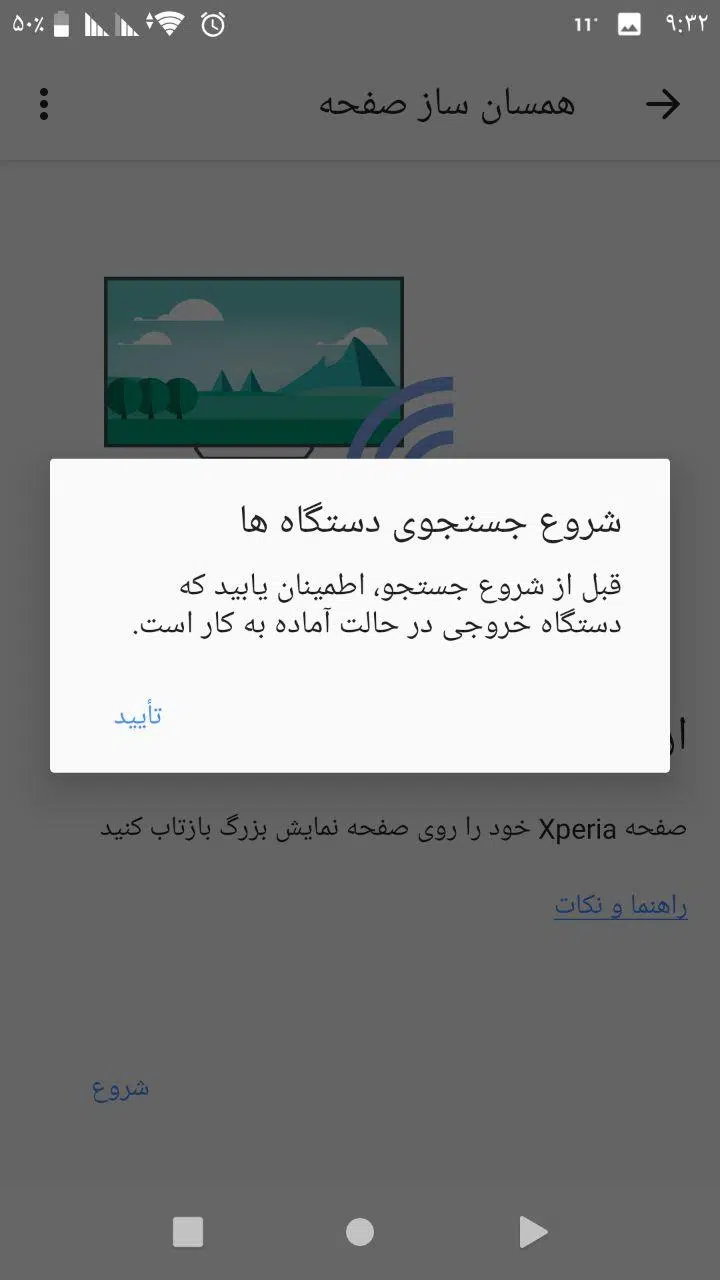 ۵۰٪ 11° ۹:۳۲
همسان ساز صفحه
شروع جستجوی دستگاه ها
قبل از شروع جستجو، اطمینان یابید که
دستگاه خروجی در حالت آماده به کار است.
تأیید
صفحه Xperia خود را روی صفحه نمایش بزرگ بازتاب کنید
راهنما و نکات
شروع